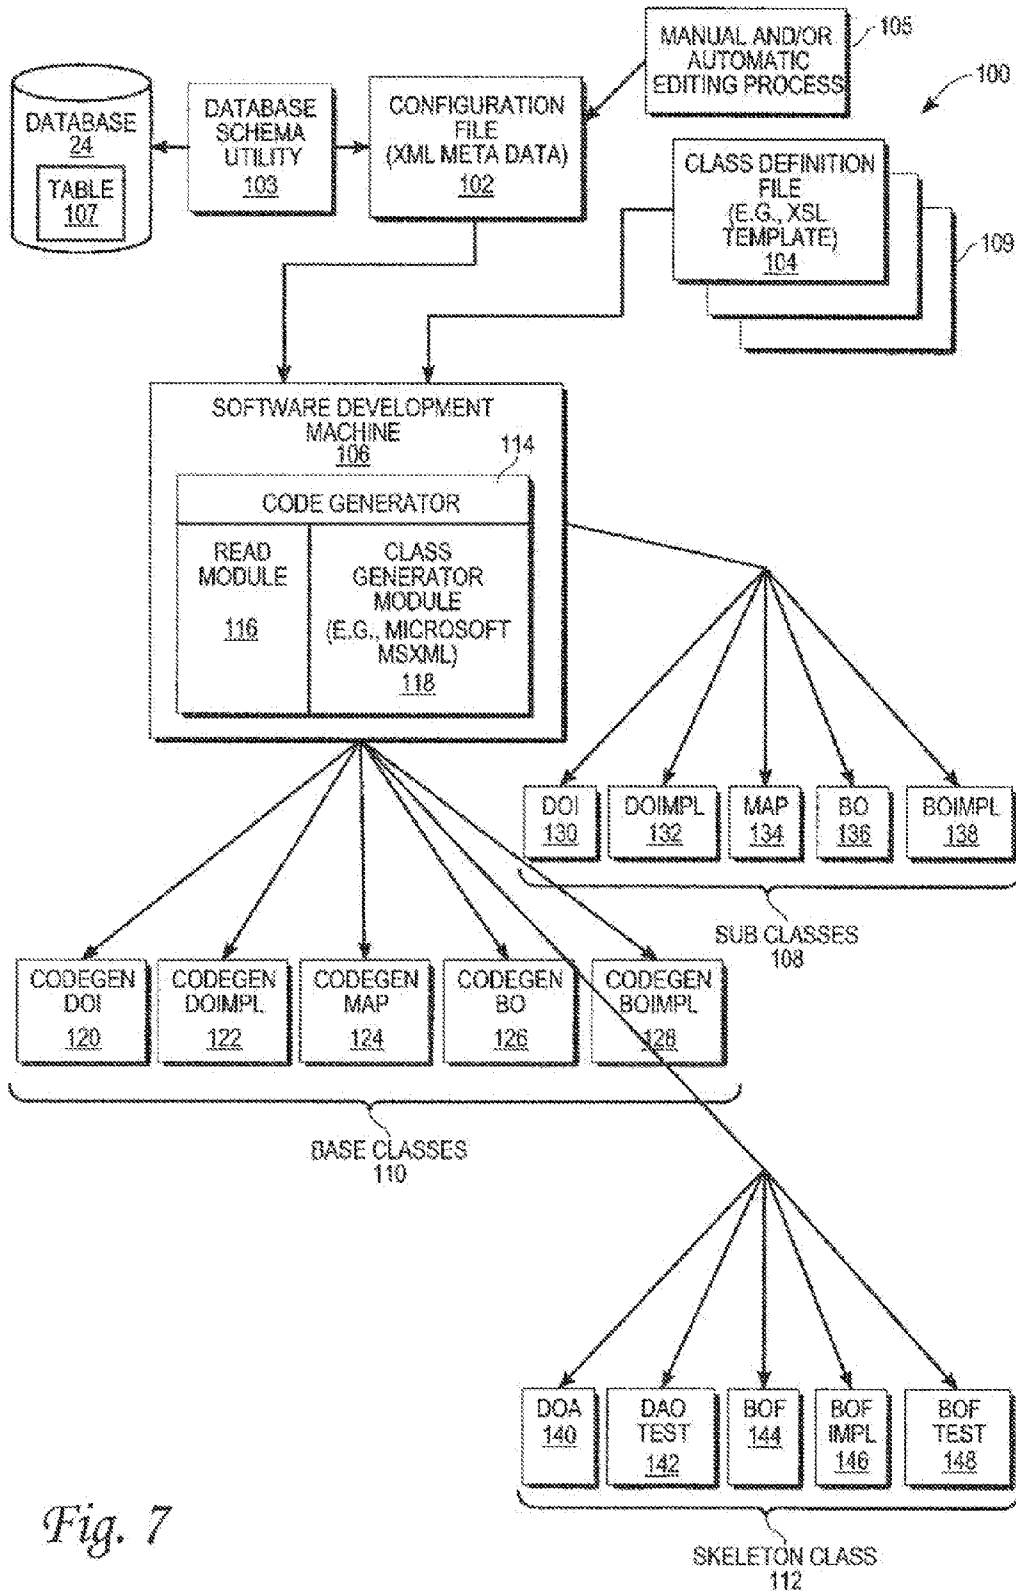 MANUAL AND/OR
AUTOMATIC
EDITING PROCESS
105
100
DATABASE
24
TABLE
107
DATABASE
SCHEMA
UTILITY
103
CONFIGURATION
FILE
(XML META DATA)
102
CLASS DEFINITION
FILE
(E.G., XSL
TEMPLATE)
104
109
SOFTWARE DEVELOPMENT
MACHINE
106
114
CODE GENERATOR
READ
MODULE
116
CLASS
GENERATOR
MODULE
(E.G., MICROSOFT
MSXML)
118
DOI
130
DOIMPL
132
MAP
134
BO
136
BOIMPL
138
SUB CLASSES
108
CODEGEN
DOI
120
CODEGEN
DOIMPL
122
CODEGEN
MAP
124
CODEGEN
BO
126
CODEGEN
BOIMPL
128
BASE CLASSES
110
DOA
140
DAO
TEST
142
BOF
144
BOF
IMPL
146
BOF
TEST
148
SKELETON CLASS
112
Fig. 7